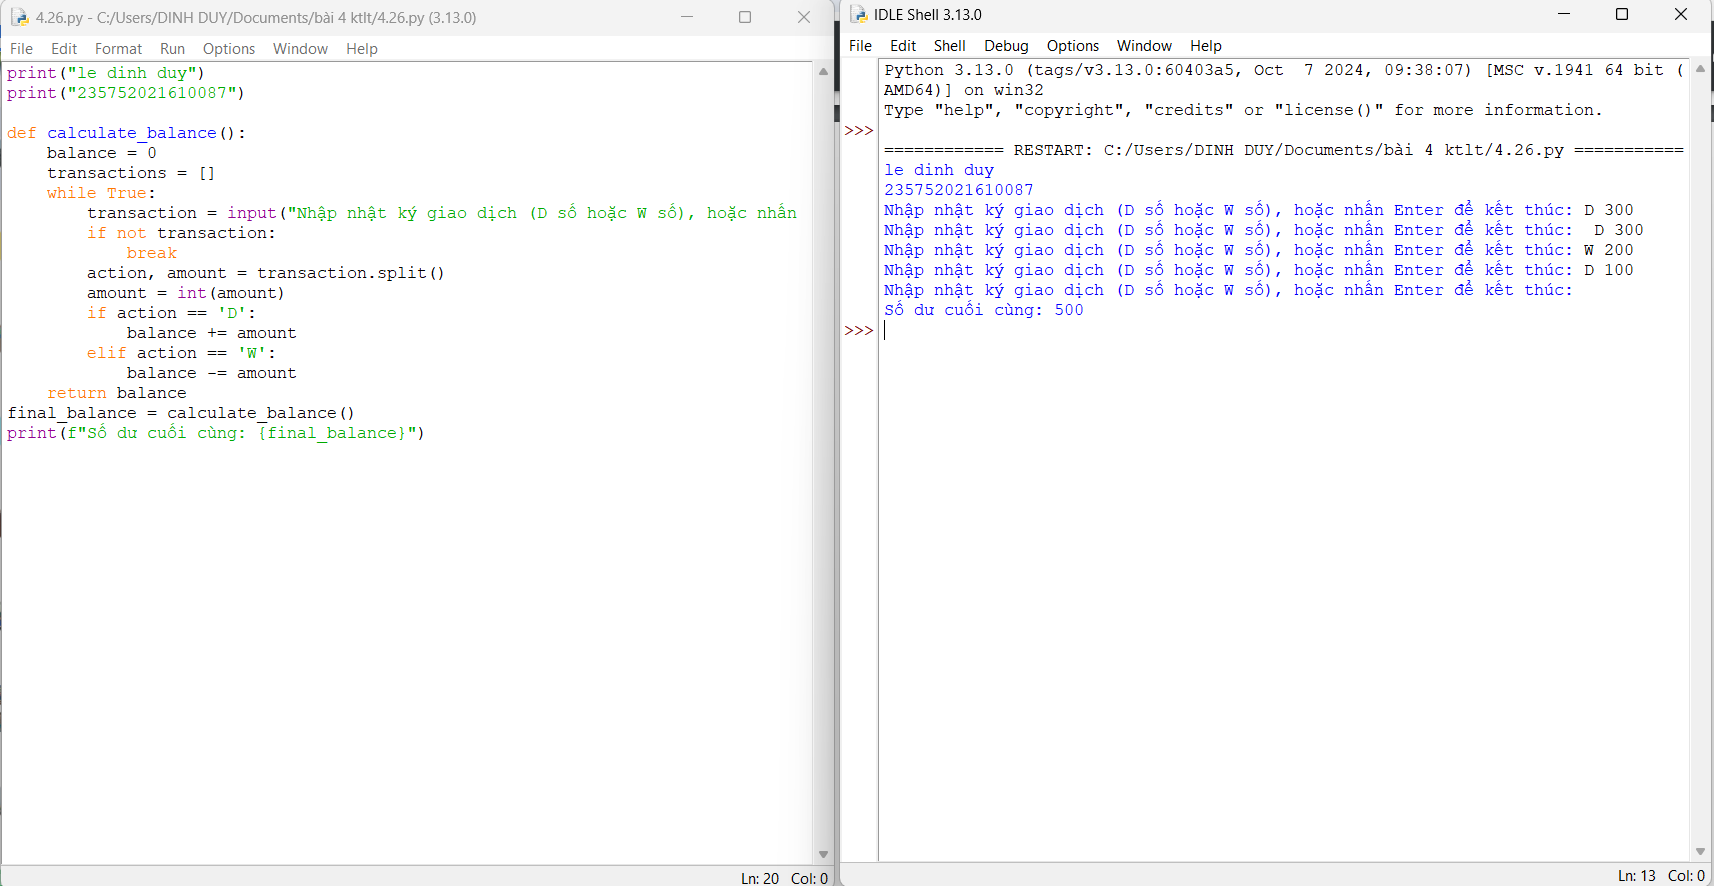 4.26.py - C:/Users/DINH DUY/Documents/bài 4 ktlt/4.26.py (3.13.0)
File Edit Format Run Options Window Help
print("le dinh duy")
print("235752021610087")
def calculate_balance():
    balance = 0
    transactions = []
    while True:
        transaction = input("Nhập nhật ký giao dịch (D số hoặc W số), hoặc nhấn
        if not transaction:
            break
        action, amount = transaction.split()
        amount = int(amount)
        if action == 'D':
            balance += amount
        elif action == 'W':
            balance -= amount
    return balance
final_balance = calculate_balance()
print(f"Số dư cuối cùng: {final_balance}")
Ln: 20 Col: 0
IDLE Shell 3.13.0
File Edit Shell Debug Options Window Help
Python 3.13.0 (tags/v3.13.0:60403a5, Oct  7 2024, 09:38:07) [MSC v.1941 64 bit (
AMD64)] on win32
Type "help", "copyright", "credits" or "license()" for more information.
>>>
============ RESTART: C:/Users/DINH DUY/Documents/bài 4 ktlt/4.26.py ===========
le dinh duy
235752021610087
Nhập nhật ký giao dịch (D số hoặc W số), hoặc nhấn Enter để kết thúc: D 300
Nhập nhật ký giao dịch (D số hoặc W số), hoặc nhấn Enter để kết thúc:  D 300
Nhập nhật ký giao dịch (D số hoặc W số), hoặc nhấn Enter để kết thúc: W 200
Nhập nhật ký giao dịch (D số hoặc W số), hoặc nhấn Enter để kết thúc: D 100
Nhập nhật ký giao dịch (D số hoặc W số), hoặc nhấn Enter để kết thúc:
Số dư cuối cùng: 500
>>>
Ln: 13 Col: 0